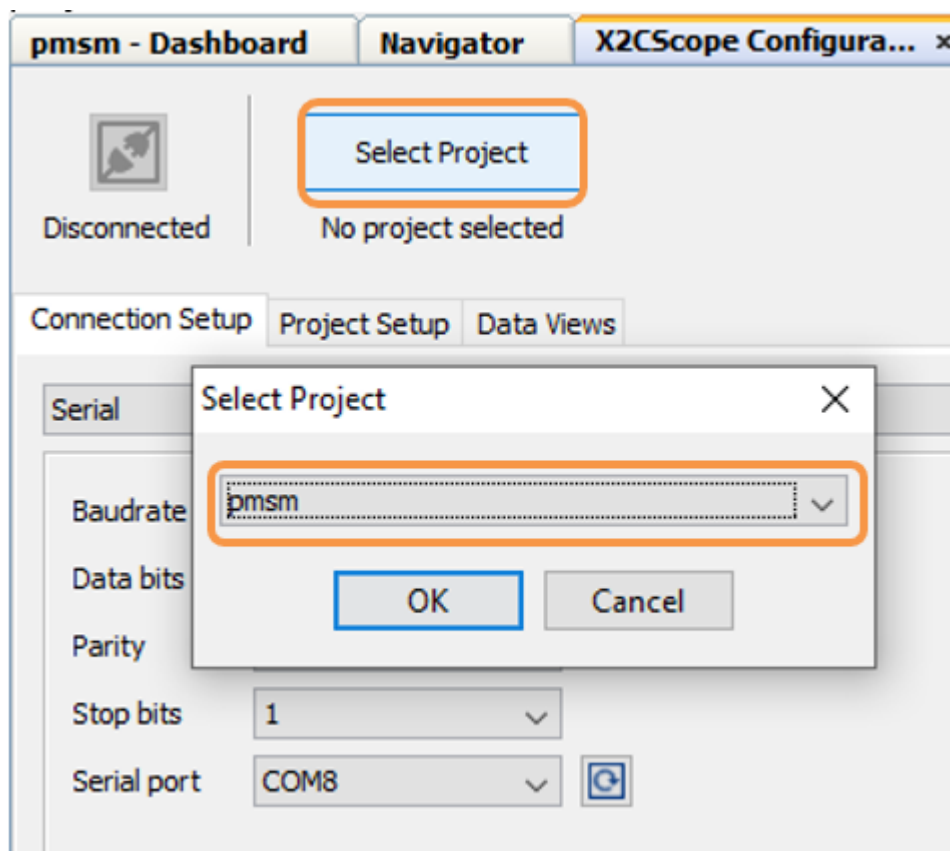 pmsm - Dashboard
Navigator
X2CScope Configura... ×
Select Project
Disconnected
No project selected
Connection Setup
Project Setup
Data Views
Serial
Select Project
pmsm
Baudrate
Data bits
OK
Cancel
Parity
Stop bits
1
Serial port
COM8